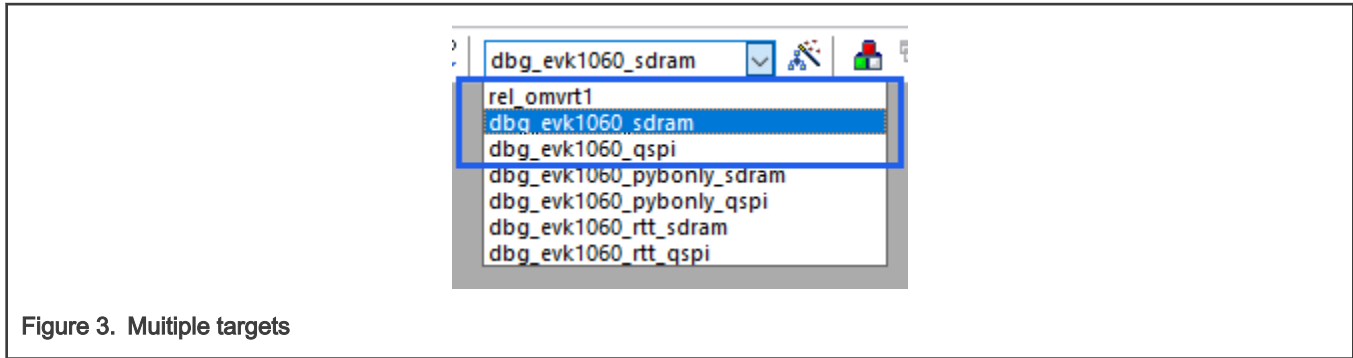 dbg_evk1060_sdram
rel_omvrt1
dbg_evk1060_sdram
dbg_evk1060_qspi
dbg_evk1060_pybonly_sdram
dbg_evk1060_pybonly_qspi
dbg_evk1060_rtt_sdram
dbg_evk1060_rtt_qspi
Figure 3. Muitiple targets